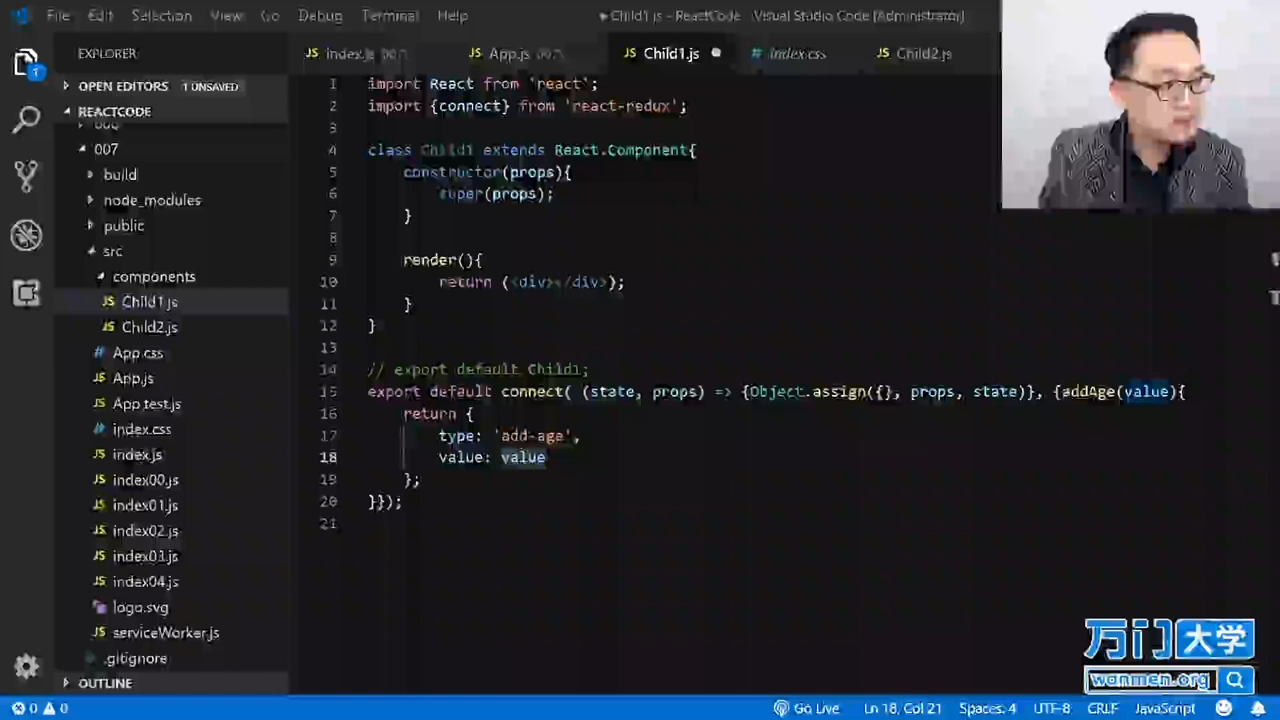 File Edit Selection View Go Debug Terminal Help
Child1.js - ReactCode - Visual Studio Code [Administrator]
EXPLORER
index.js 007\
App.js 007\
Child1.js
index.css
Child2.js
OPEN EDITORS 1 UNSAVED
REACTCODE
006
007
build
node_modules
public
src
components
Child1.js
Child2.js
App.css
App.js
App.test.js
index.css
index.js
index00.js
index01.js
index02.js
index03.js
index04.js
logo.svg
serviceWorker.js
.gitignore
OUTLINE
1 import React from 'react';
2 import {connect} from 'react-redux';
3
4 class Child1 extends React.Component{
5 constructor(props){
6 super(props);
7 }
8
9 render(){
10 return (<div></div>);
11 }
12 }
13
14 // export default Child1;
15 export default connect( (state, props) => {Object.assign({}, props, state)}, {addAge(value){
16 return {
17 type: 'add-age',
18 value: value
19 };
20 }});
21
万门大学
wanmen.org
0 0
Go Live Ln 18, Col 21 Spaces: 4 UTF-8 CRLF JavaScript